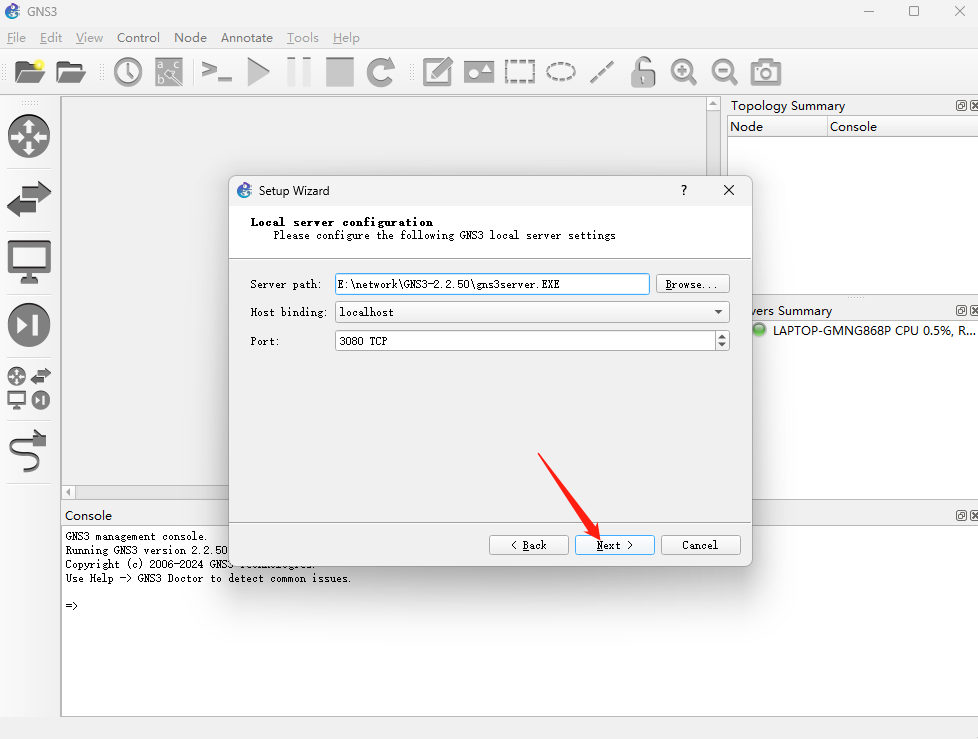 GNS3
File Edit View Control Node Annotate Tools Help
Topology Summary
Node Console
Setup Wizard
Local server configuration
Please configure the following GNS3 local server settings
Server path: E:\network\GNS3-2.2.50\gns3server.EXE Browse...
Host binding: localhost
Port: 3080 TCP
vers Summary
LAPTOP-GMNG868P CPU 0.5%, R...
< Back Next > Cancel
Console
GNS3 management console.
Running GNS3 version 2.2.50
Copyright (c) 2006-2024 GNS3 Technologies.
Use Help -> GNS3 Doctor to detect common issues.
=>